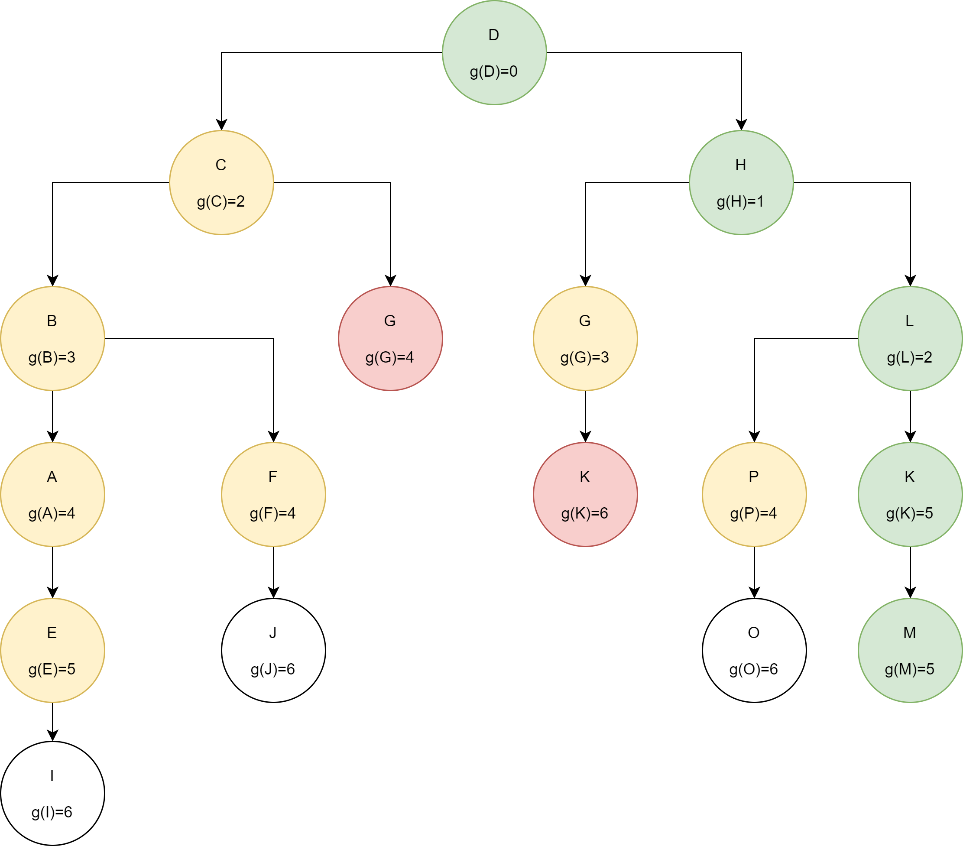 D
g(D)=0
C
g(C)=2
H
g(H)=1
B
g(B)=3
G
g(G)=4
G
g(G)=3
L
g(L)=2
A
g(A)=4
F
g(F)=4
K
g(K)=6
P
g(P)=4
K
g(K)=5
E
g(E)=5
J
g(J)=6
O
g(O)=6
M
g(M)=5
I
g(I)=6